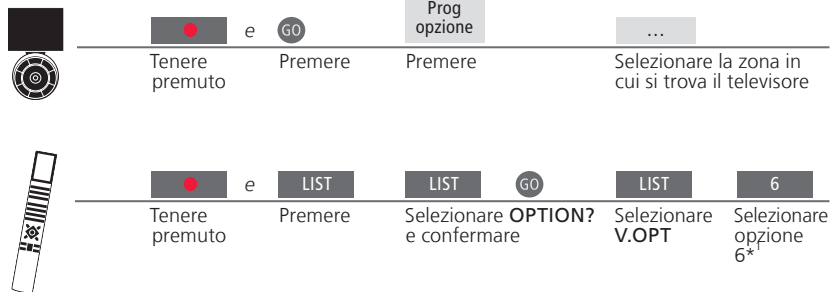 Prog
opzione
e GO ...
Tenere premuto
Premere
Premere
Selezionare la zona in
cui si trova il televisore
e LIST LIST GO LIST 6
Tenere premuto
Premere
Selezionare OPTION?
e confermare
Selezionare
V.OPT
Selezionare
opzione
6*1